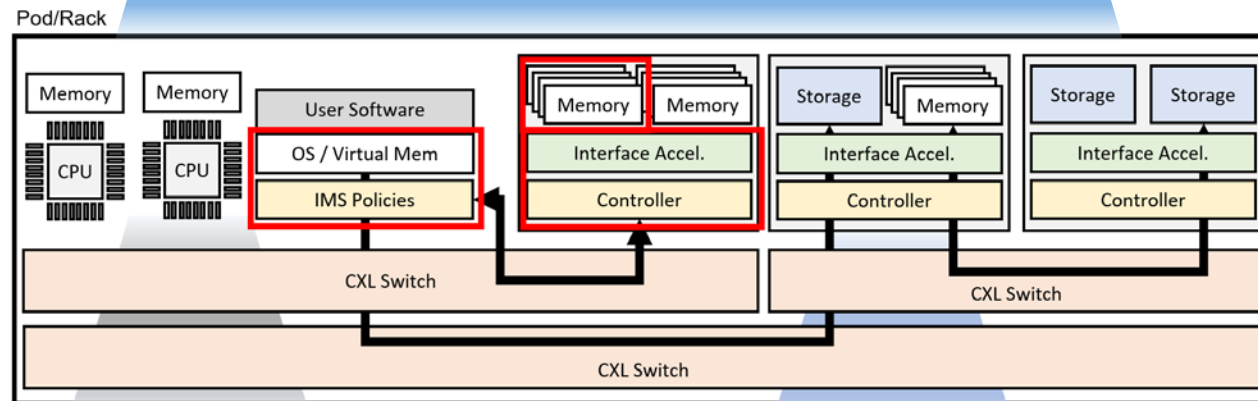 Pod/Rack
Memory
CPU
Memory
CPU
User Software
OS / Virtual Mem
IMS Policies
Memory
Memory
Interface Accel.
Controller
Storage
Memory
Interface Accel.
Controller
Storage
Storage
Interface Accel.
Controller
CXL Switch
CXL Switch
CXL Switch